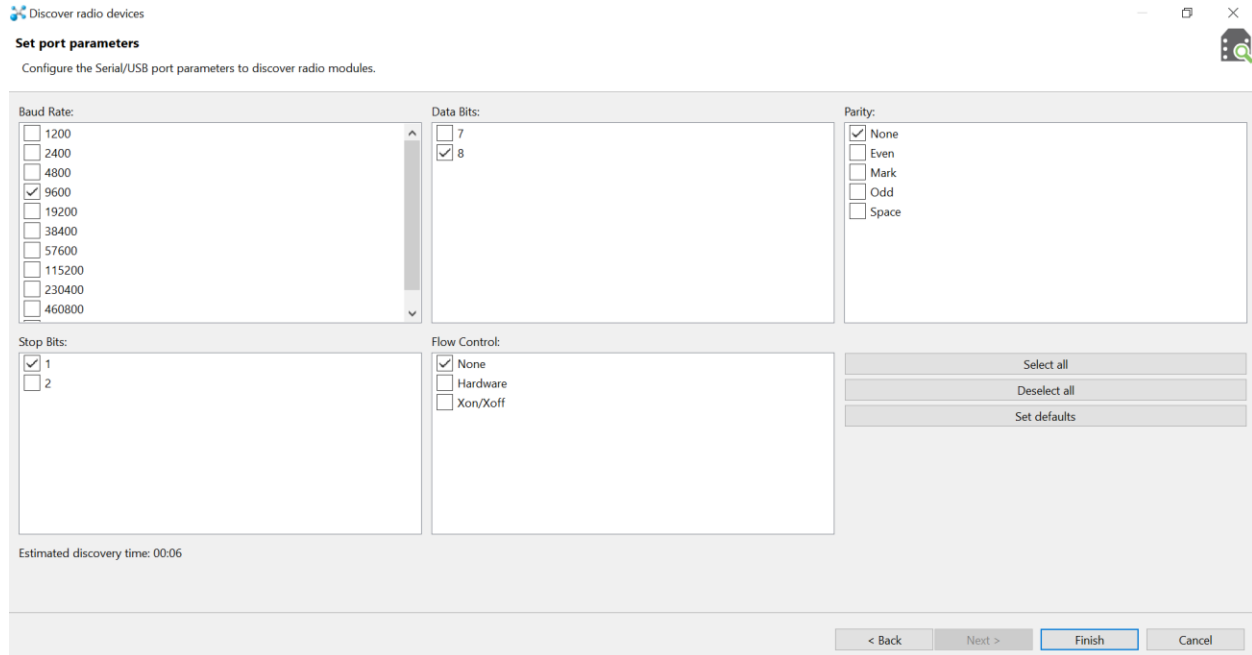 Discover radio devices
Set port parameters
Configure the Serial/USB port parameters to discover radio modules.
Baud Rate:
1200
2400
4800
9600
19200
38400
57600
115200
230400
460800
Data Bits:
7
8
Parity:
None
Even
Mark
Odd
Space
Stop Bits:
1
2
Flow Control:
None
Hardware
Xon/Xoff
Select all
Deselect all
Set defaults
Estimated discovery time: 00:06
< Back
Next >
Finish
Cancel